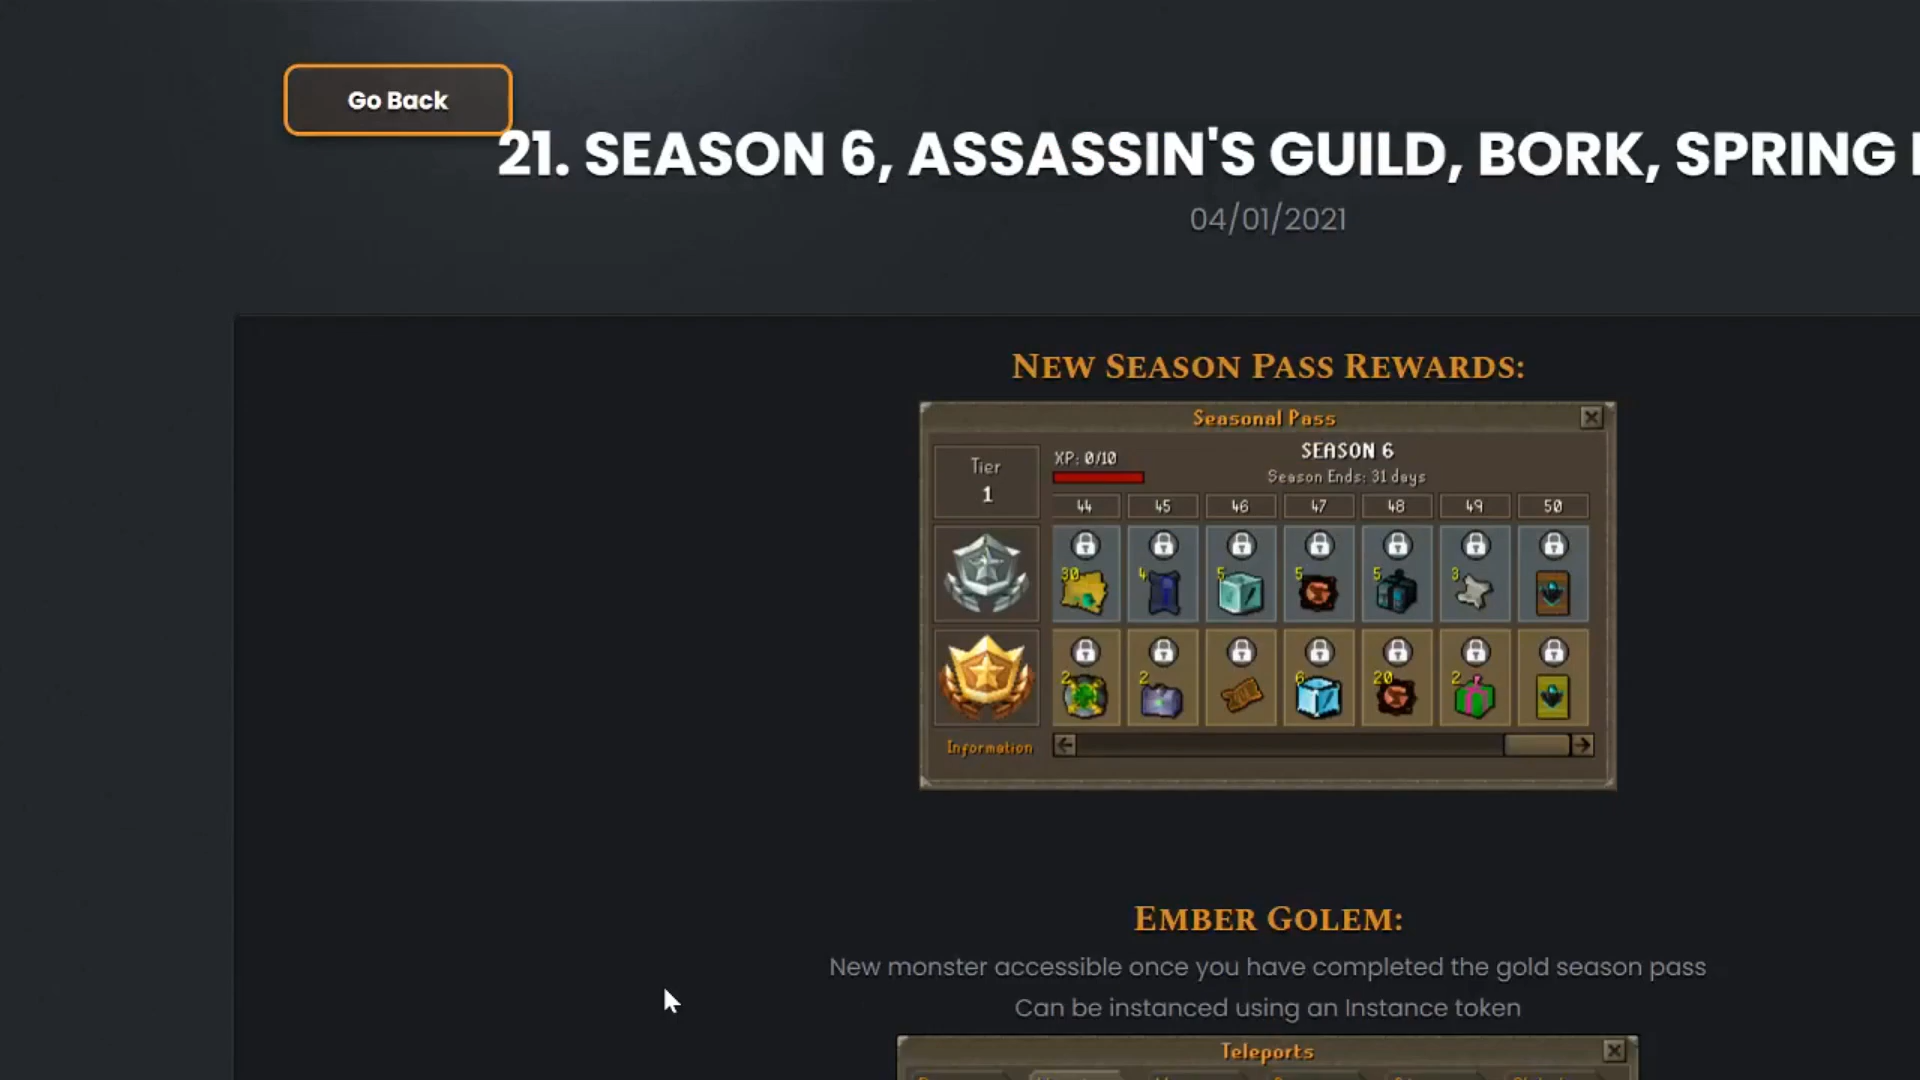 Go Back
21. SEASON 6, ASSASSIN'S GUILD, BORK, SPRING
04/01/2021
NEW SEASON PASS REWARDS:
Seasonal Pass
Tier
1
XP: 0/10
SEASON 6
Season Ends: 31 days
44 45 46 47 48 49 50
30 4 5 5 5 3
2 2 6 20 2
Information
EMBER GOLEM:
New monster accessible once you have completed the gold season pass
Can be instanced using an Instance token
Teleports